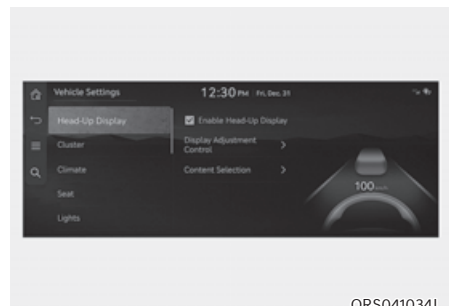 Vehicle Settings
12:30 PM Fri, Dec. 31
Head-Up Display
Enable Head-Up Display
Cluster
Display Adjustment
Control
Climate
Content Selection
Seat
100
Lights